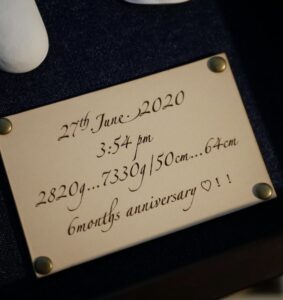 27th June. 2020
3:54 pm
2820g...7330g|50cm...64cm
6months anniversary ♡!!